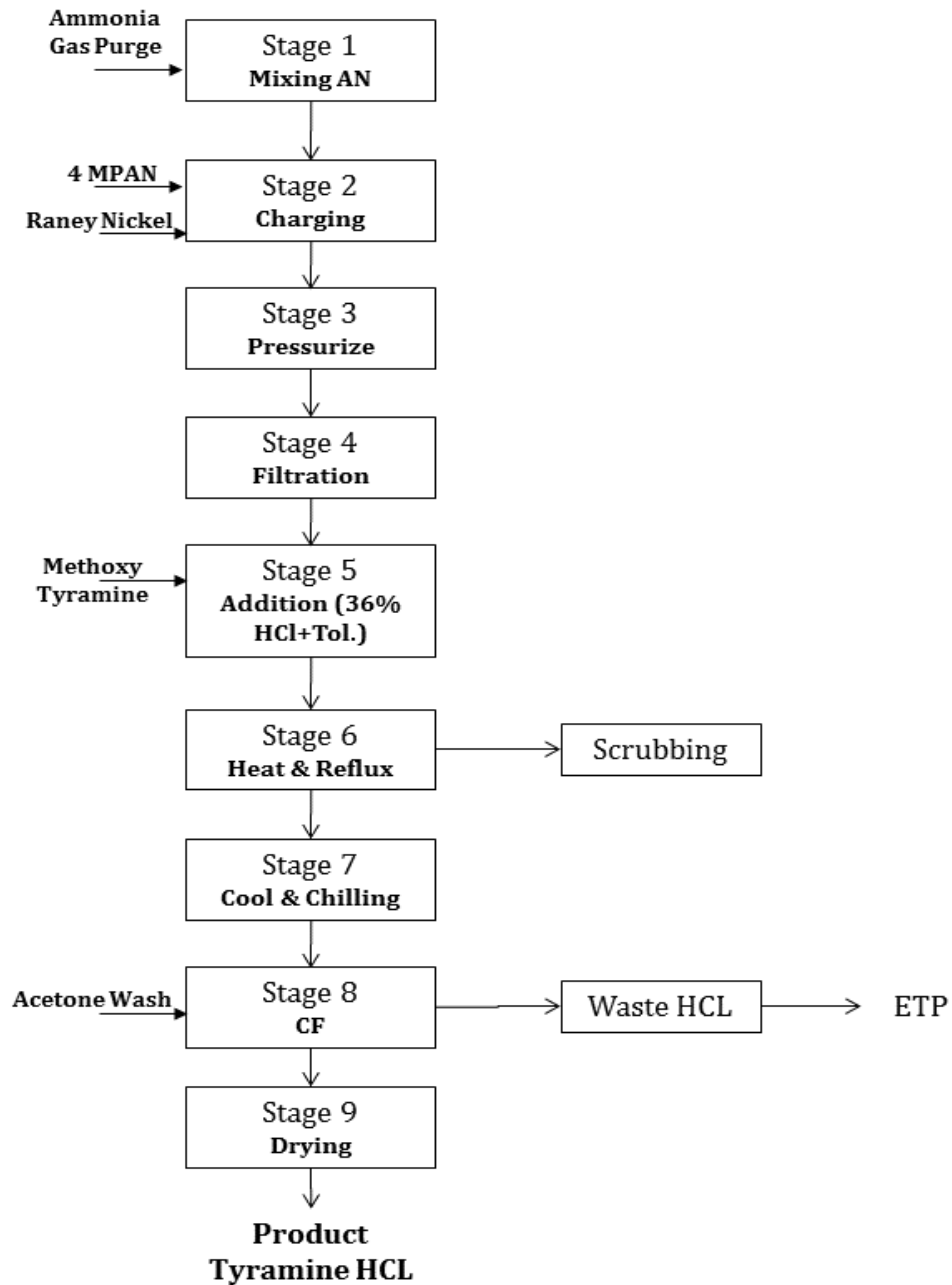 Ammonia
Gas Purge
Stage 1
Mixing AN
4 MPAN
Raney Nickel
Stage 2
Charging
Stage 3
Pressurize
Stage 4
Filtration
Methoxy
Tyramine
Stage 5
Addition (36%
HCl+Tol.)
Stage 6
Heat & Reflux
Scrubbing
Stage 7
Cool & Chilling
Acetone Wash
Stage 8
CF
Waste HCL
ETP
Stage 9
Drying
Product
Tyramine HCL